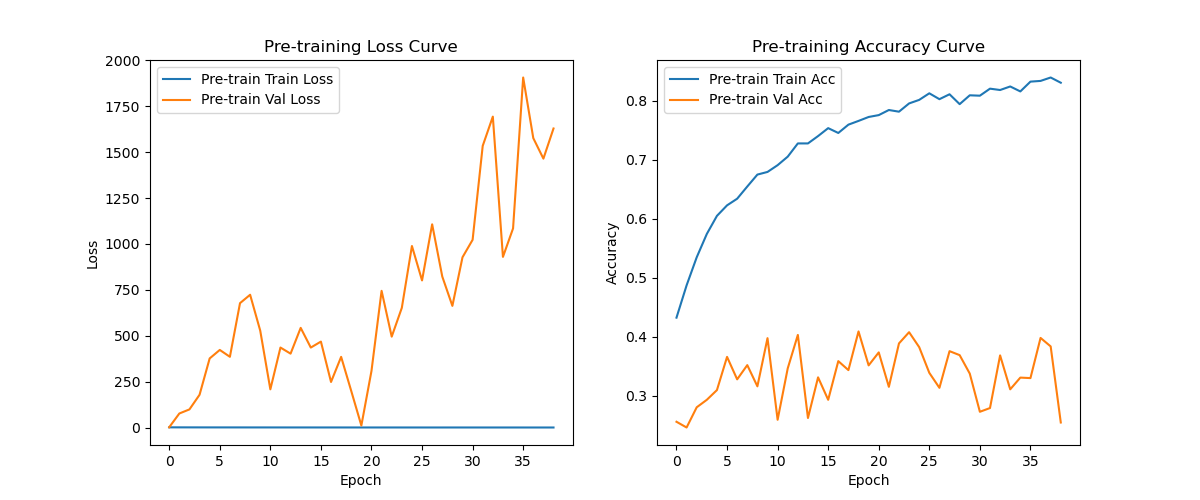 Pre-training Loss Curve
2000
1750
1500
1250
1000
750
500
250
0
Loss
Pre-train Train Loss
Pre-train Val Loss
0 5 10 15 20 25 30 35
Epoch
Pre-training Accuracy Curve
0.8
0.7
0.6
0.5
0.4
0.3
Accuracy
Pre-train Train Acc
Pre-train Val Acc
0 5 10 15 20 25 30 35
Epoch